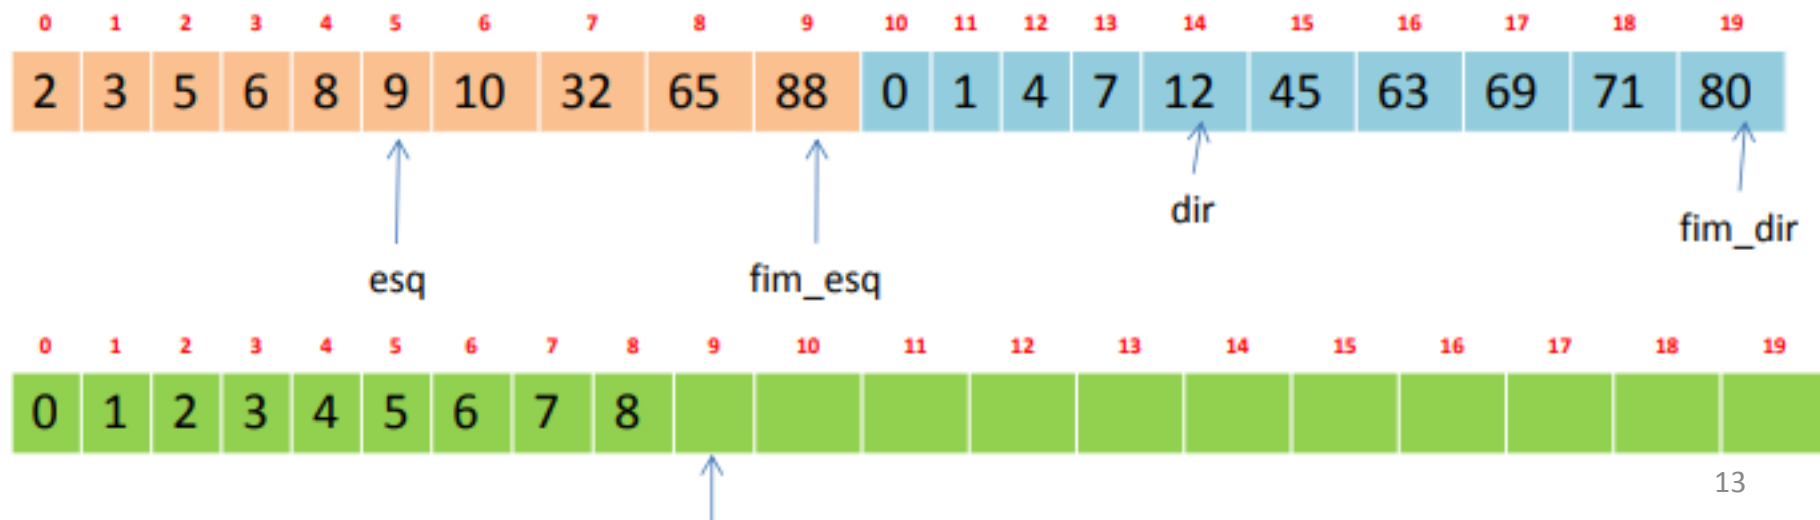 0 1 2 3 4 5 6 7 8 9 10 11 12 13 14 15 16 17 18 19
2 3 5 6 8 9 10 32 65 88 0 1 4 7 12 45 63 69 71 80
dir
fim_dir
esq fim_esq
0 1 2 3 4 5 6 7 8 9 10 11 12 13 14 15 16 17 18 19
0 1 2 3 4 5 6 7 8
13